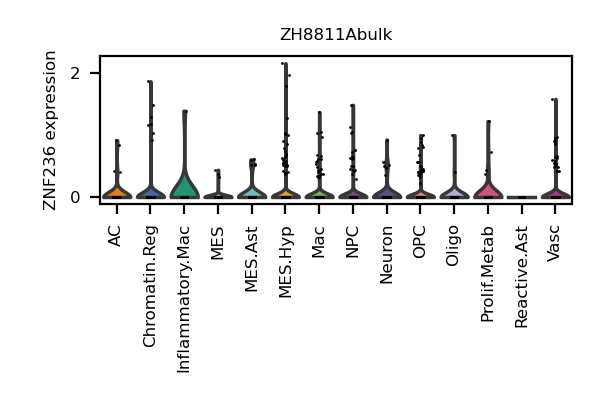 ZH8811Abulk
ZNF236 expression
2
0
AC
Chromatin.Reg
Inflammatory.Mac
MES
MES.Ast
MES.Hyp
Mac
NPC
Neuron
OPC
Oligo
Prolif.Metab
Reactive.Ast
Vasc